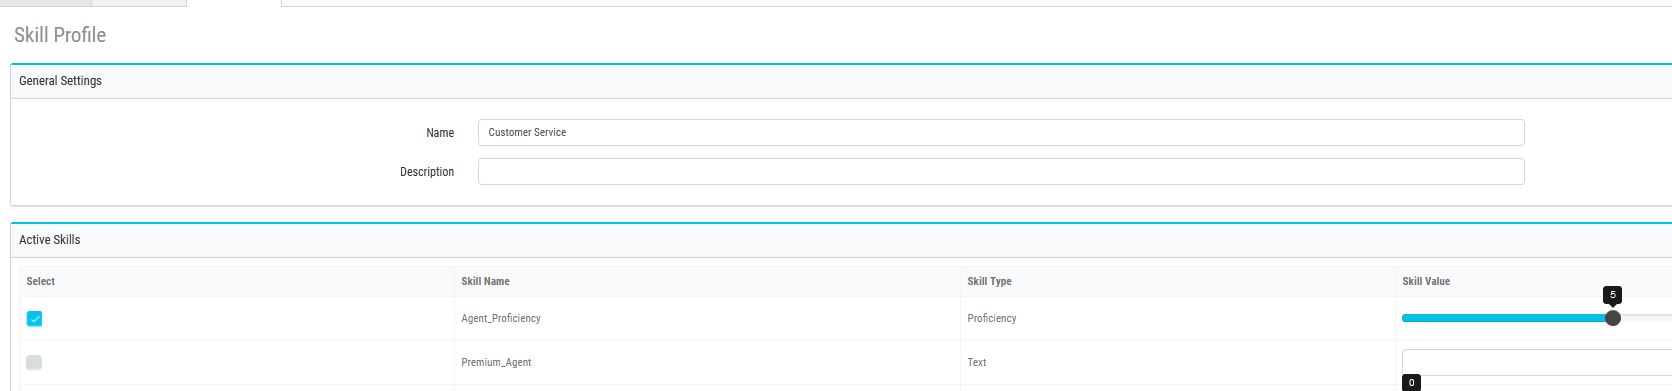 Skill Profile
General Settings
Name Customer Service
Description
Active Skills
Select Skill Name Skill Type Skill Value
5
Agent_Proficiency Proficiency
Premium_Agent Text
0